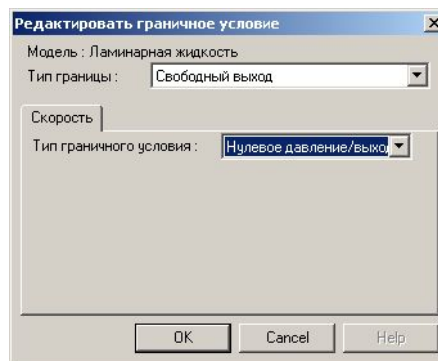 Редактировать граничное условие
Модель : Ламинарная жидкость
Тип границы : Свободный выход
Скорость
Тип граничного условия : Нулевое давление/выход
OK Cancel Help